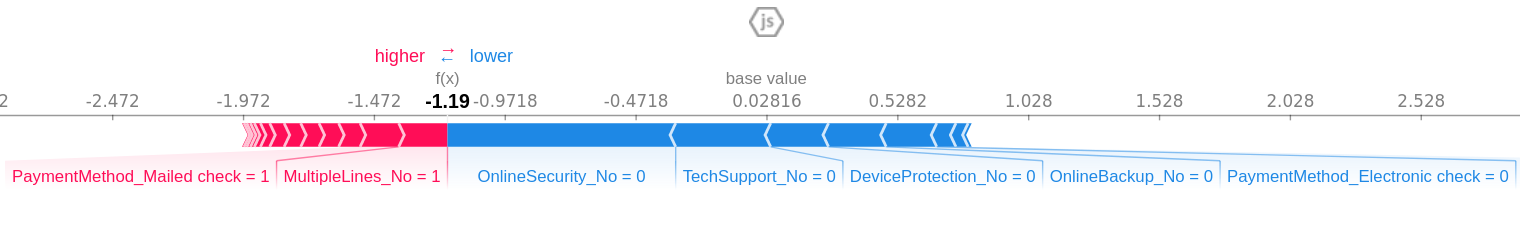 js
higher ⇄ lower
f(x) base value
2 -2.472 -1.972 -1.472 -1.19 -0.9718 -0.4718 0.02816 0.5282 1.028 1.528 2.028 2.528
PaymentMethod_Mailed check = 1 MultipleLines_No = 1 OnlineSecurity_No = 0 TechSupport_No = 0 DeviceProtection_No = 0 OnlineBackup_No = 0 PaymentMethod_Electronic check = 0